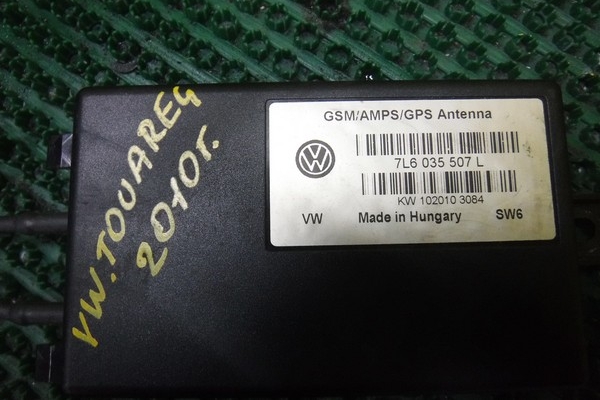 VW.TOUAREG
2010г.
GSM/AMPS/GPS Antenna
7L6 035 507 L
KW 102010 3084
VW Made in Hungary SW6